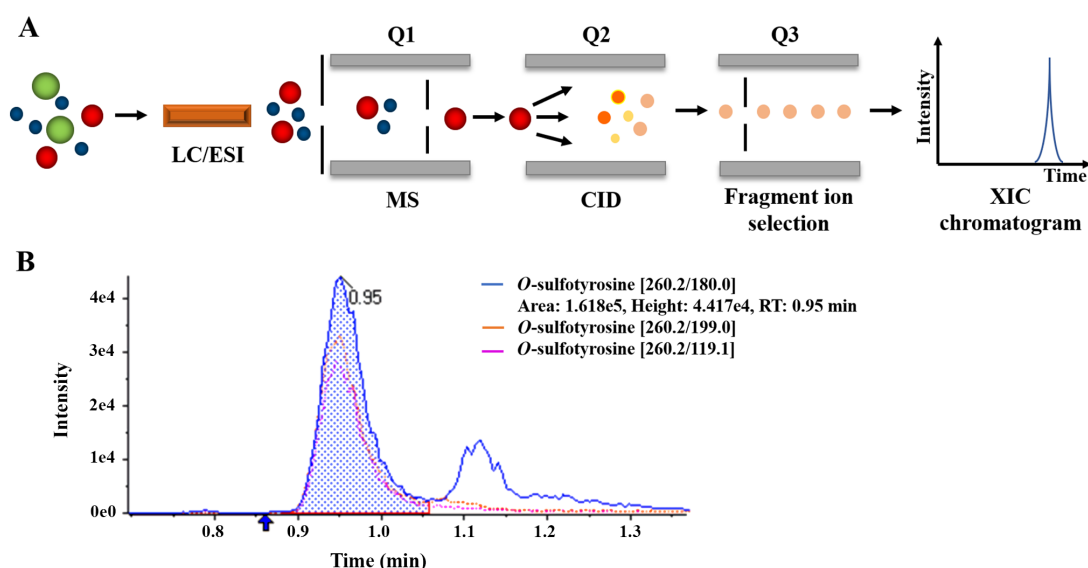 A
Q1
Q2
Q3
LC/ESI
MS
CID
Fragment ion
selection
Intensity
Time
XIC
chromatogram
B
0.95
O-sulfotyrosine [260.2/180.0]
Area: 1.618e5, Height: 4.417e4, RT: 0.95 min
O-sulfotyrosine [260.2/199.0]
O-sulfotyrosine [260.2/119.1]
Intensity
4e4
3e4
2e4
1e4
0e0
0.8
0.9
1.0
1.1
1.2
1.3
Time (min)